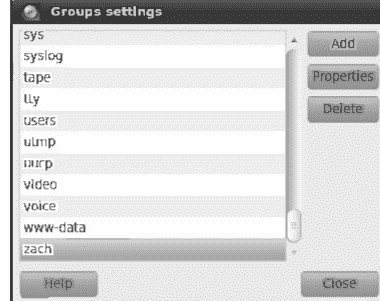 Groups settings
sys
syslog
tape
tty
users
utmp
uucp
video
voice
www-data
zach
Add
Properties
Delete
Help
Close